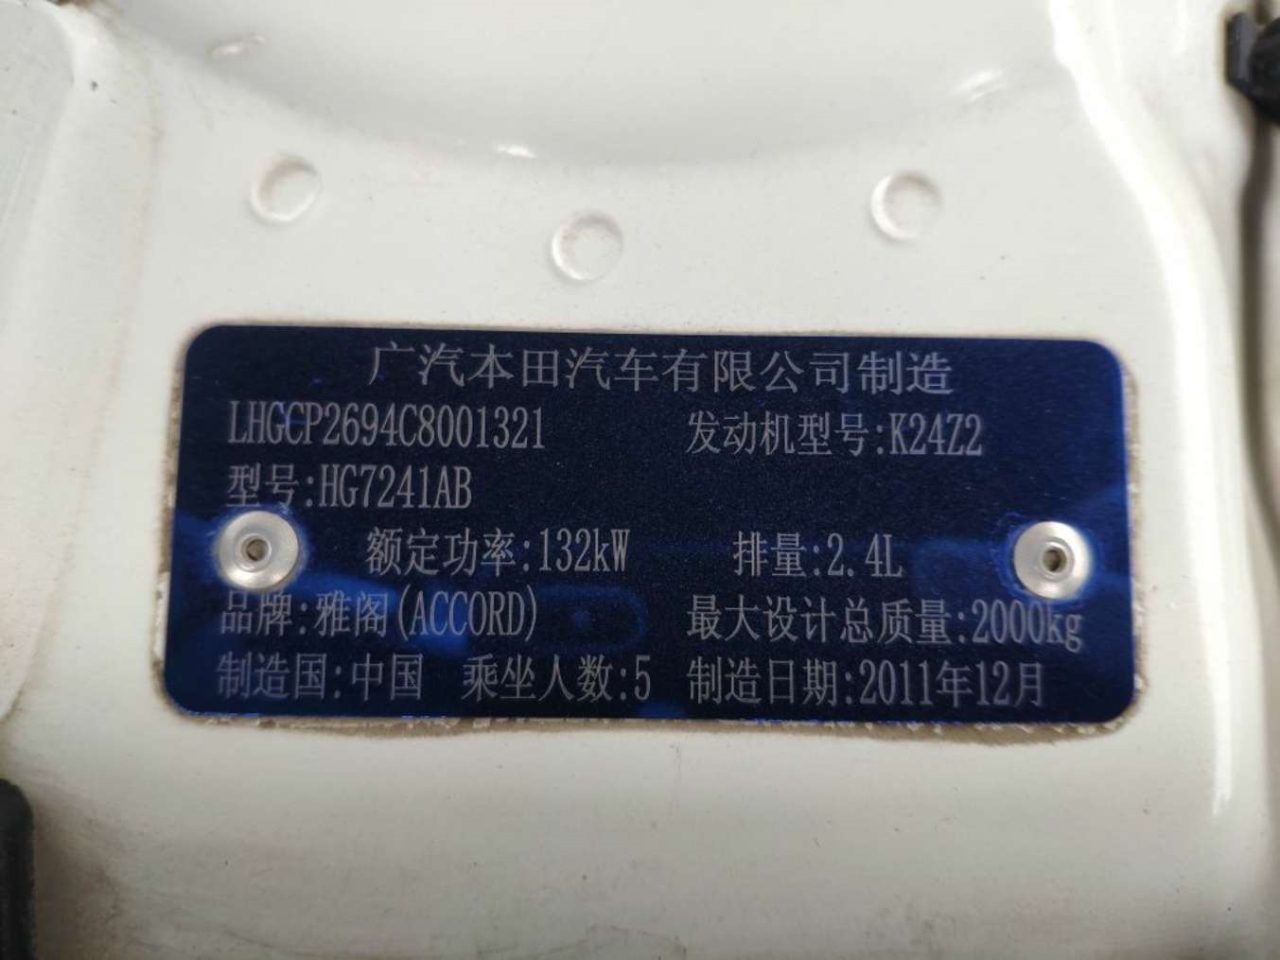 广汽本田汽车有限公司制造
LHGCP2694C8001321 发动机型号:K24Z2
型号:HG7241AB
额定功率:132kW 排量:2.4L
品牌:雅阁(ACCORD) 最大设计总质量:2000kg
制造国:中国 乘坐人数:5 制造日期:2011年12月